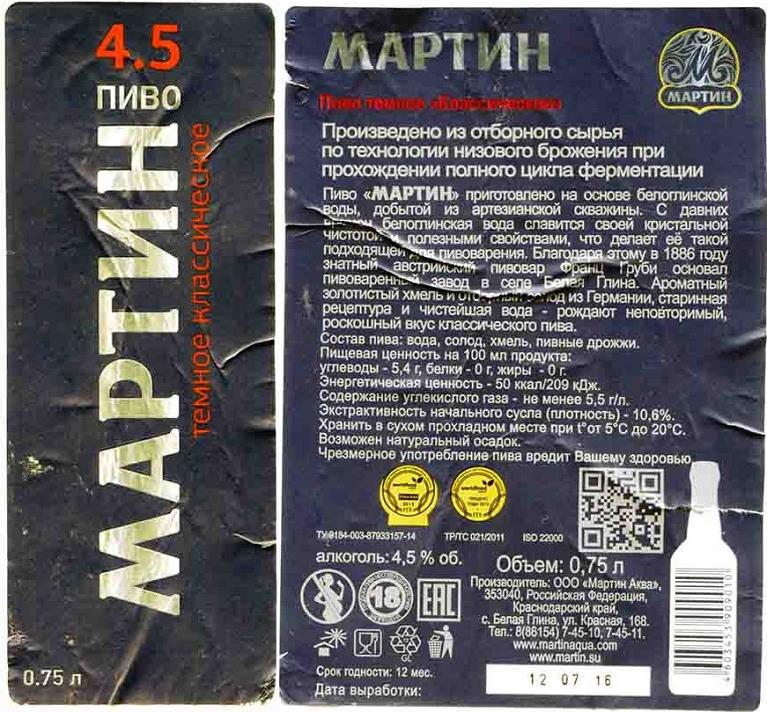 4.5
ПИВО
МАРТИН
темное классическое
0.75 л
МАРТИН
МАРТИН
Пиво темное «Классическое»
Произведено из отборного сырья
по технологии низового брожения при
прохождении полного цикла ферментации
Пиво «МАРТИН» приготовлено на основе белоглинской
воды, добытой из артезианской скважины. С давних
белоглинская вода славится своей кристальной
чистотой и полезными свойствами, что делает её такой
подходящей для пивоварения. Благодаря этому в 1886 году
знатный австрийский пивовар Франц Груби основал
пивоваренный завод в селе Белая Глина. Ароматный
золотистый хмель и отборный солод из Германии, старинная
рецептура и чистейшая вода - рождают неповторимый,
роскошный вкус классического пива.
Состав пива: вода, солод, хмель, пивные дрожжи.
Пищевая ценность на 100 мл продукта:
углеводы - 5,4 г, белки - 0 г, жиры - 0 г.
Энергетическая ценность - 50 ккал/209 кДж.
Содержание углекислого газа - не менее 5,5 г/л.
Экстрактивность начального сусла (плотность) - 10,6%.
Хранить в сухом прохладном месте при t°от 5°С до 20°С.
Возможен натуральный осадок.
Чрезмерное употребление пива вредит Вашему здоровью
worldfood
worldfood
ТУ 9184-003-87933157-14
ТР/ТС 021/2011
ISO 22000
алкоголь: 4,5 % об.
Объем: 0,75 л
18
EAC
GL
Производитель: ООО «Мартин Аква»,
353040, Российская Федерация,
Краснодарский край,
с. Белая Глина, ул. Красная, 168.
Тел.: 8(86154) 7-45-10, 7-45-11.
www.martinaqua.com
www.martin.su
Срок годности: 12 мес.
Дата выработки:
12 07 16
4603453909010